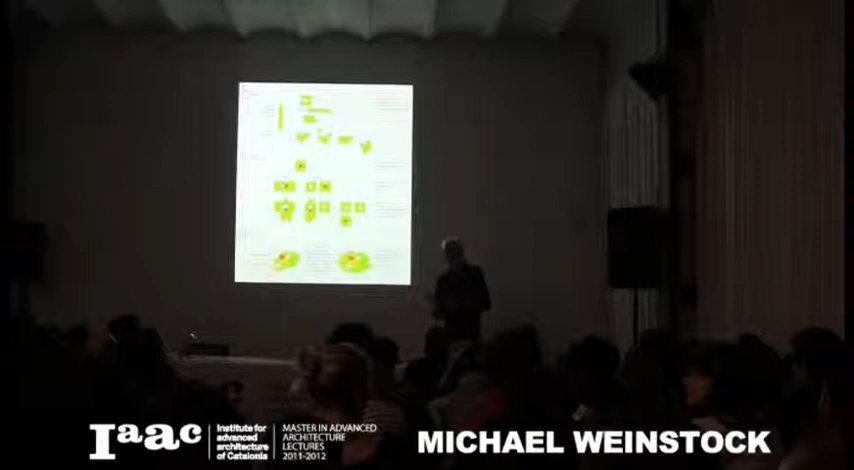 Iaac
Institute for
advanced
architecture
of Catalonia
MASTER IN ADVANCED
ARCHITECTURE
LECTURES
2011-2012
MICHAEL WEINSTOCK